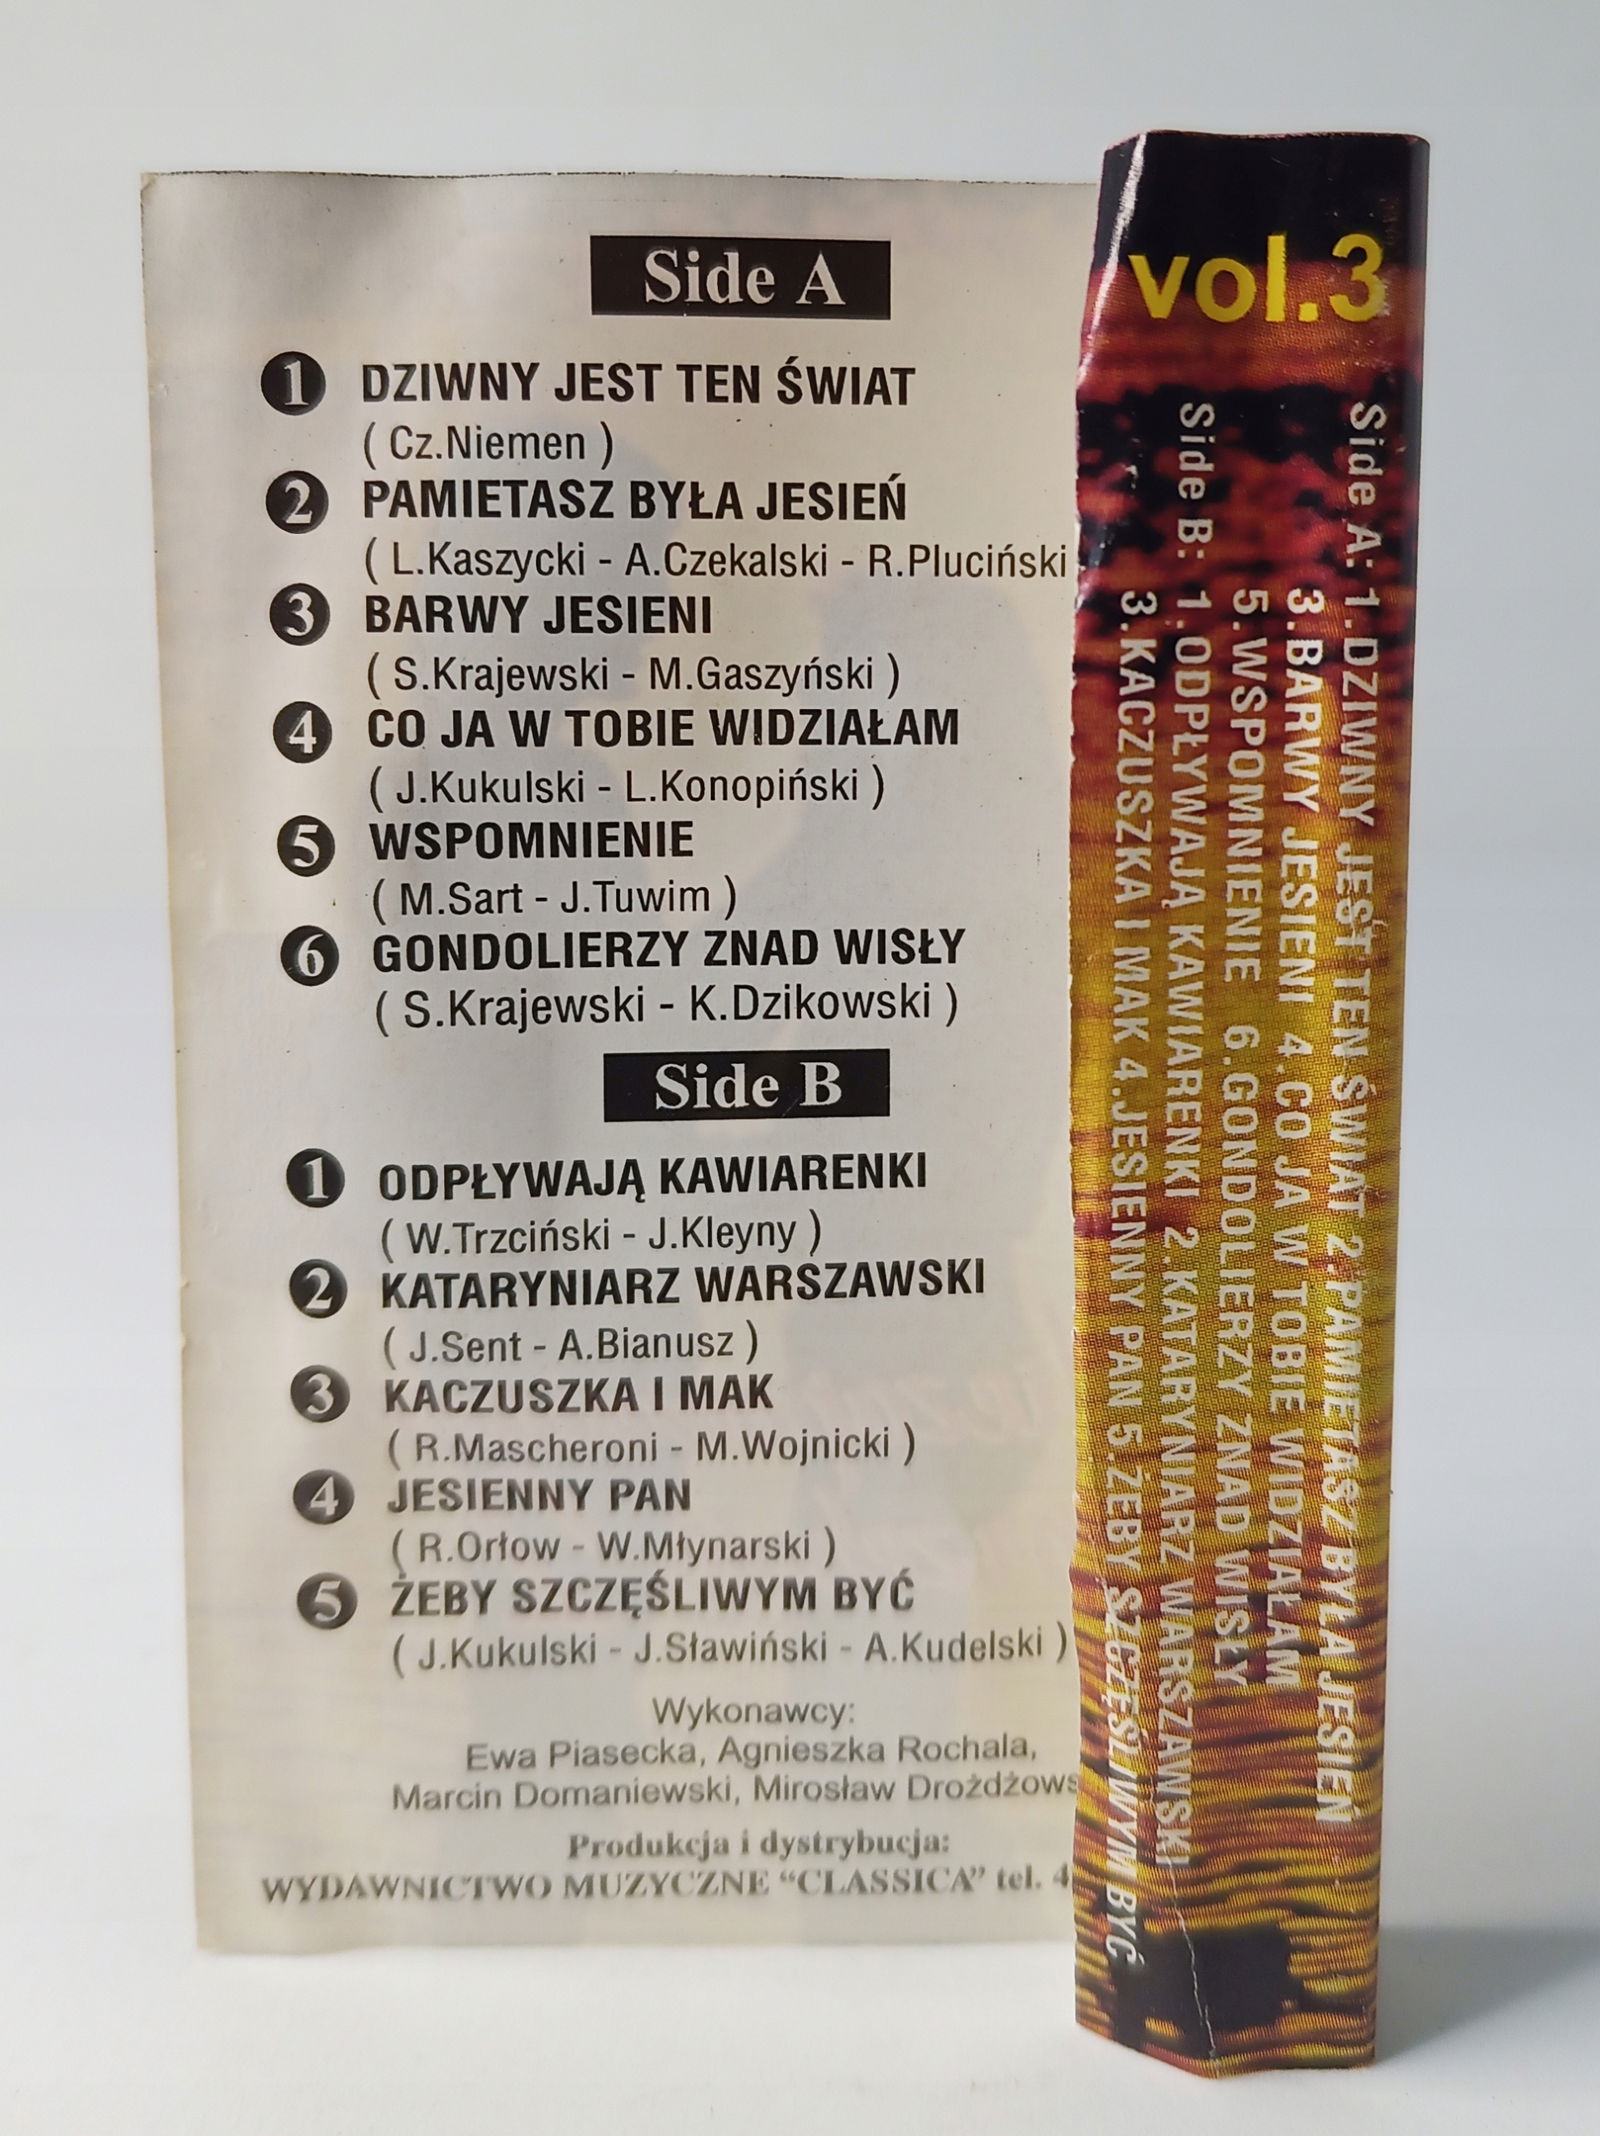 Side A
1 DZIWNY JEST TEN ŚWIAT
( Cz.Niemen )
2 PAMIETASZ BYŁA JESIEŃ
( L.Kaszycki - A.Czekalski - R.Pluciński
3 BARWY JESIENI
( S.Krajewski - M.Gaszyński )
4 CO JA W TOBIE WIDZIAŁAM
( J.Kukulski - L.Konopiński )
5 WSPOMNIENIE
( M.Sart - J.Tuwim )
6 GONDOLIERZY ZNAD WISŁY
( S.Krajewski - K.Dzikowski )
Side B
1 ODPŁYWAJĄ KAWIARENKI
( W.Trzciński - J.Kleyny )
2 KATARYNIARZ WARSZAWSKI
( J.Sent - A.Bianusz )
3 KACZUSZKA I MAK
( R.Mascheroni - M.Wojnicki )
4 JESIENNY PAN
( R.Orłow - W.Młynarski )
5 ŻEBY SZCZĘŚLIWYM BYĆ
( J.Kukulski - J.Sławiński - A.Kudelski )
Wykonawcy:
Ewa Piasecka, Agnieszka Rochala,
Marcin Domaniewski, Mirosław
Produkcja i dystrybucja:
WYDAWNICTWO MUZYCZNE “CLASSICA” tel. 4
vol.3
Side A: 1.DZIWNY JEST TEN ŚWIAT 2.PAMIETASZ BYŁA JESIEŃ
3.BARWY JESIENI 4.CO JA W TOBIE WIDZIAŁAM
5.WSPOMNIENIE 6.GONDOLIERZY ZNAD WISŁY
Side B: 1.ODPŁYWAJĄ KAWIARENKI 2.KATARYNIARZ WARSZAWSKI
3.KACZUSZKA I MAK 4.JESIENNY PAN 5.ŻEBY SZCZĘŚLIWYM BYĆ